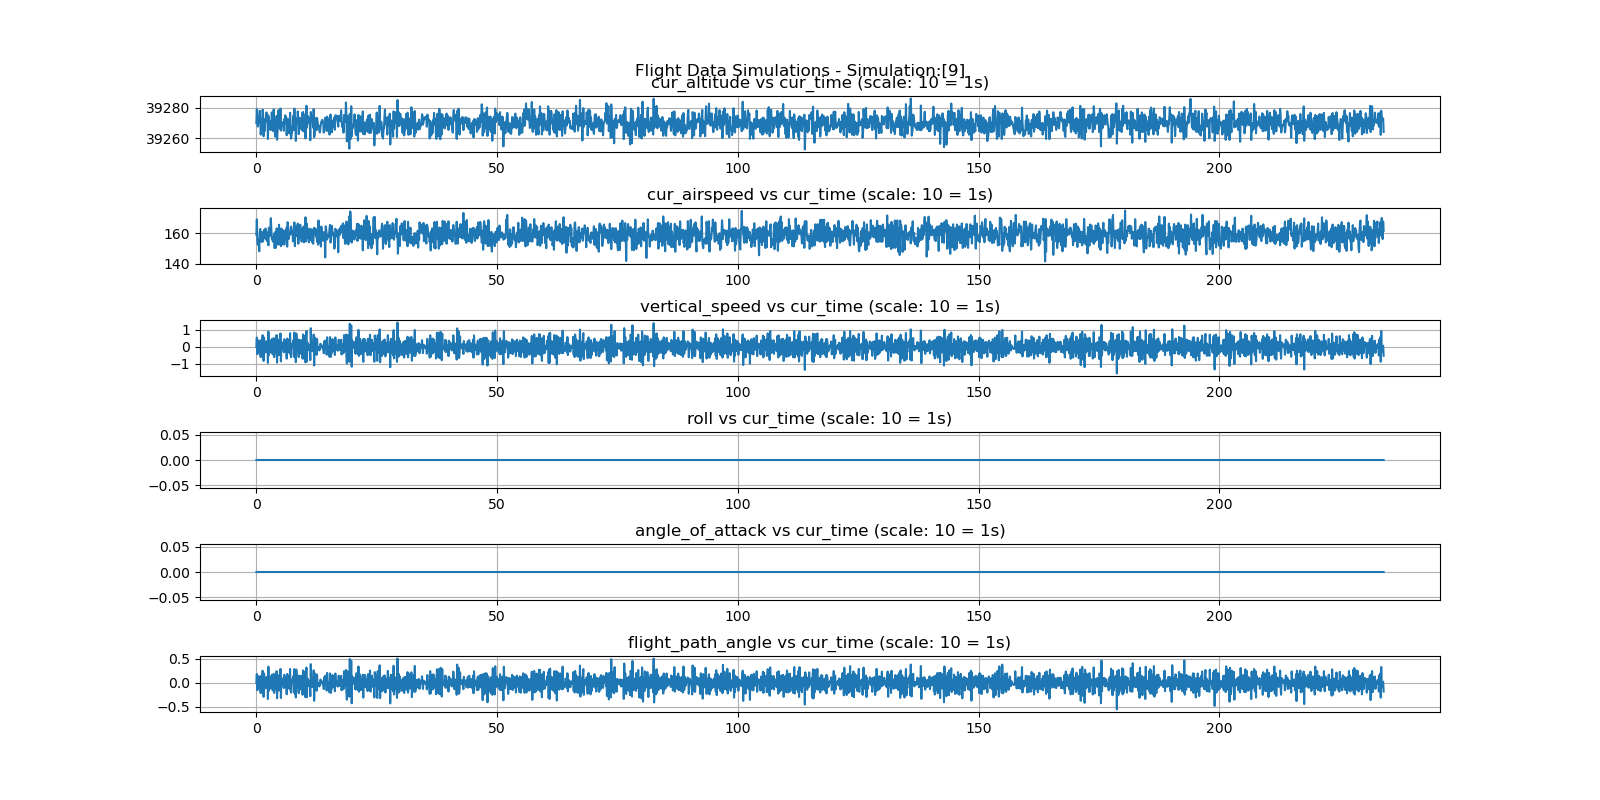 Flight Data Simulations - Simulation:[9]
cur_altitude vs cur_time (scale: 10 = 1s)
39280
39260
0 50 100 150 200
cur_airspeed vs cur_time (scale: 10 = 1s)
160
140
0 50 100 150 200
vertical_speed vs cur_time (scale: 10 = 1s)
1
0
−1
0 50 100 150 200
roll vs cur_time (scale: 10 = 1s)
0.05
0.00
−0.05
0 50 100 150 200
angle_of_attack vs cur_time (scale: 10 = 1s)
0.05
0.00
−0.05
0 50 100 150 200
flight_path_angle vs cur_time (scale: 10 = 1s)
0.5
0.0
−0.5
0 50 100 150 200